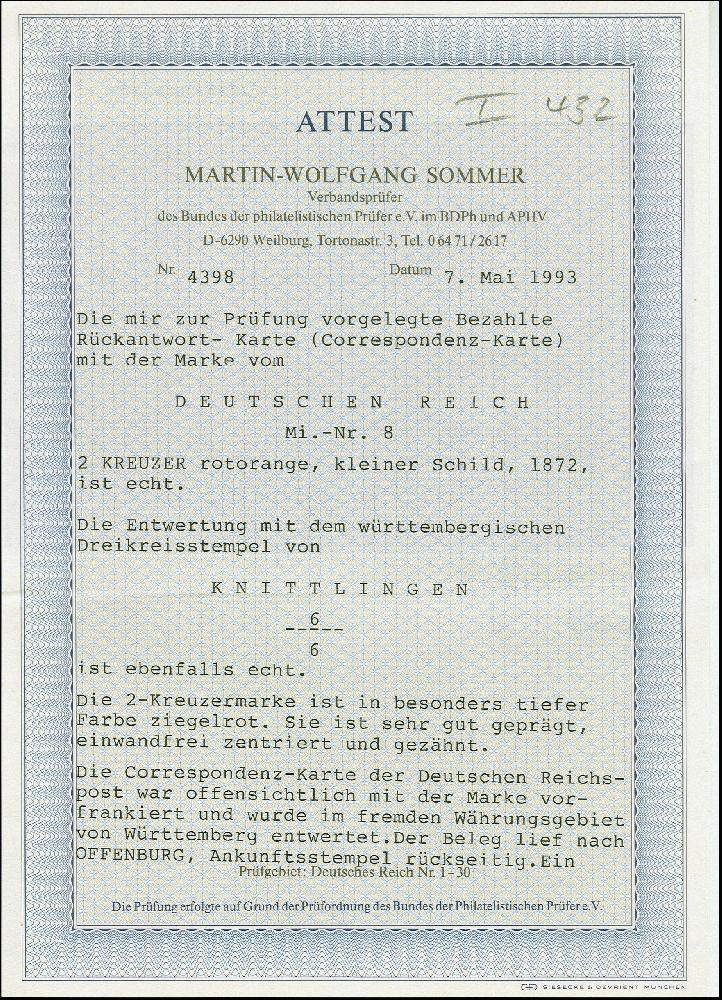 ATTEST I 432
MARTIN-WOLFGANG SOMMER
Verbandsprüfer
des Bundes der philatelistischen Prüfer e.V. im BDPh und APHV
D-6290 Weilburg, Tortonastr. 3, Tel. 0 64 71 / 26 17
Nr. 4398 Datum 7. Mai 1993
Die mir zur Prüfung vorgelegte Bezahlte
Rückantwort- Karte (Correspondenz-Karte)
mit der Marke vom
D E U T S C H E N R E I C H
Mi.-Nr. 8
2 KREUZER rotorange, kleiner Schild, 1872,
ist echt.
Die Entwertung mit dem württembergischen
Dreikreisstempel von
K N I T T L I N G E N
6
-----
6
ist ebenfalls echt.
Die 2-Kreuzermarke ist in besonders tiefer
Farbe ziegelrot. Sie ist sehr gut geprägt,
einwandfrei zentriert und gezähnt.
Die Correspondenz-Karte der Deutschen Reichs-
post war offensichtlich mit der Marke vor-
frankiert und wurde im fremden Währungsgebiet
von Württemberg entwertet.Der Beleg lief nach
OFFENBURG, Ankunftsstempel rückseitig.Ein
Prüfgebiet: Deutsches Reich Nr. 1-30
Die Prüfung erfolgte auf Grund der Prüfordnung des Bundes der Philatelistischen Prüfer e.V.
GIESECKE & DEVRIENT MÜNCHEN